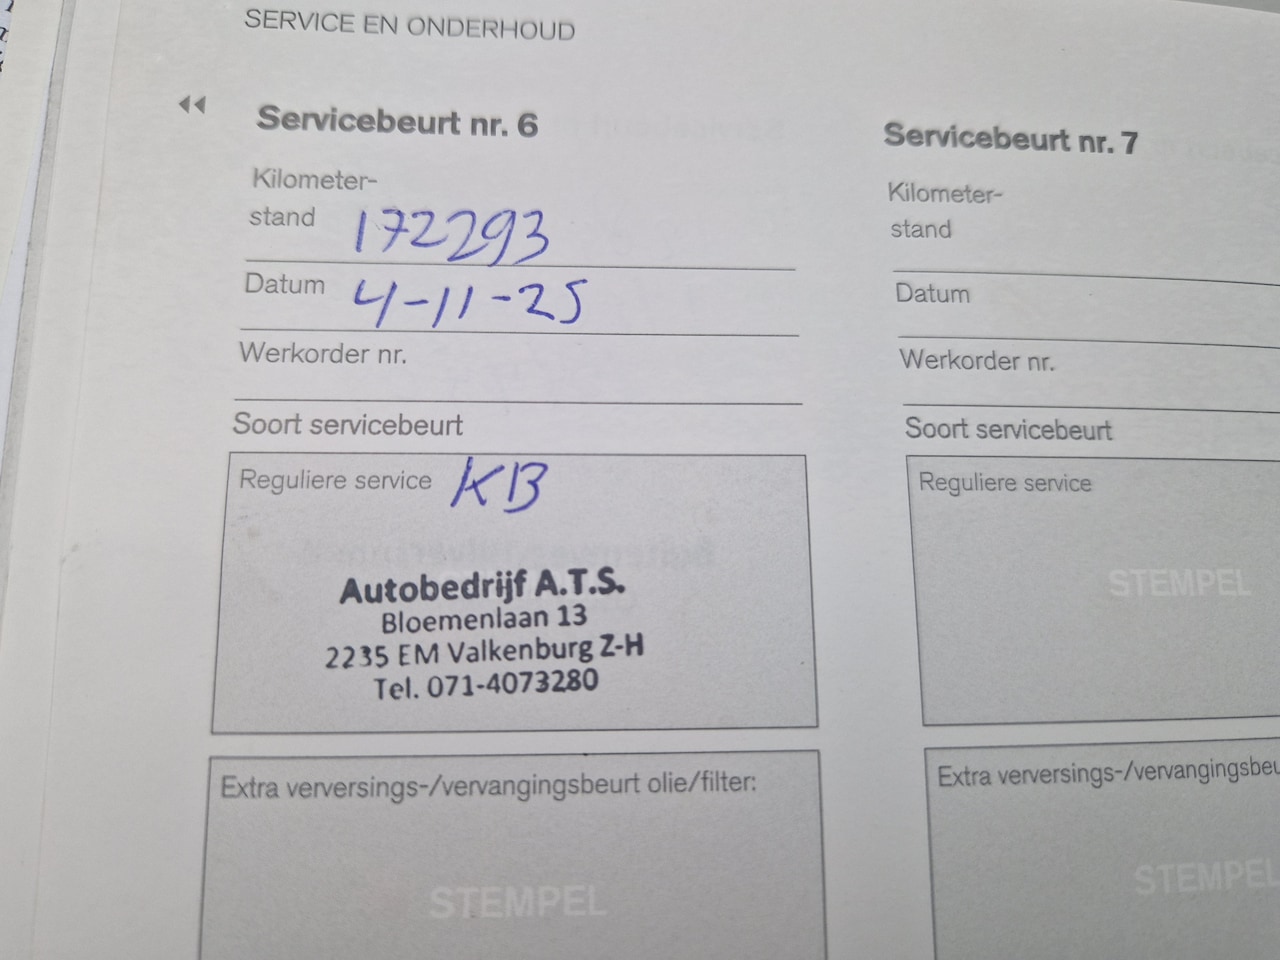 SERVICE EN ONDERHOUD
Servicebeurt nr. 6
Kilometer-
stand 172293
Datum 4-11-25
Werkorder nr.
Soort servicebeurt
Reguliere service KB
Autobedrijf A.T.S.
Bloemenlaan 13
2235 EM Valkenburg Z-H
Tel. 071-4073280
Extra verversings-/vervangingsbeurt olie/filter:
STEMPEL
Servicebeurt nr. 7
Kilometer-
stand
Datum
Werkorder nr.
Soort servicebeurt
Reguliere service
STEMPEL
Extra verversings-/vervangingsbeu
STEMPEL